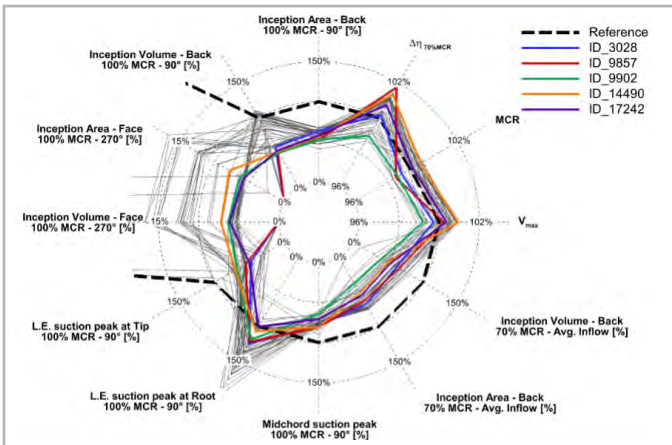 Inception Area - Back
100% MCR - 90° [%]
Δη 70%MCR
Reference
ID_3028
ID_9857
ID_9902
ID_14490
ID_17242
Inception Volume - Back
100% MCR - 90° [%]
150%
150%
102%
MCR
102%
Inception Area - Face
100% MCR - 270° [%]
15%
0%
0%
96%
96%
Inception Volume - Face
100% MCR - 270° [%]
15%
0%
0%
96%
102%
Vmax
0%
0%
0%
0%
0%
L.E. suction peak at Tip
100% MCR - 90° [%]
150%
150%
Inception Volume - Back
70% MCR - Avg. Inflow [%]
L.E. suction peak at Root
100% MCR - 90° [%]
150%
150%
150%
Midchord suction peak
100% MCR - 90° [%]
Inception Area - Back
70% MCR - Avg. Inflow [%]